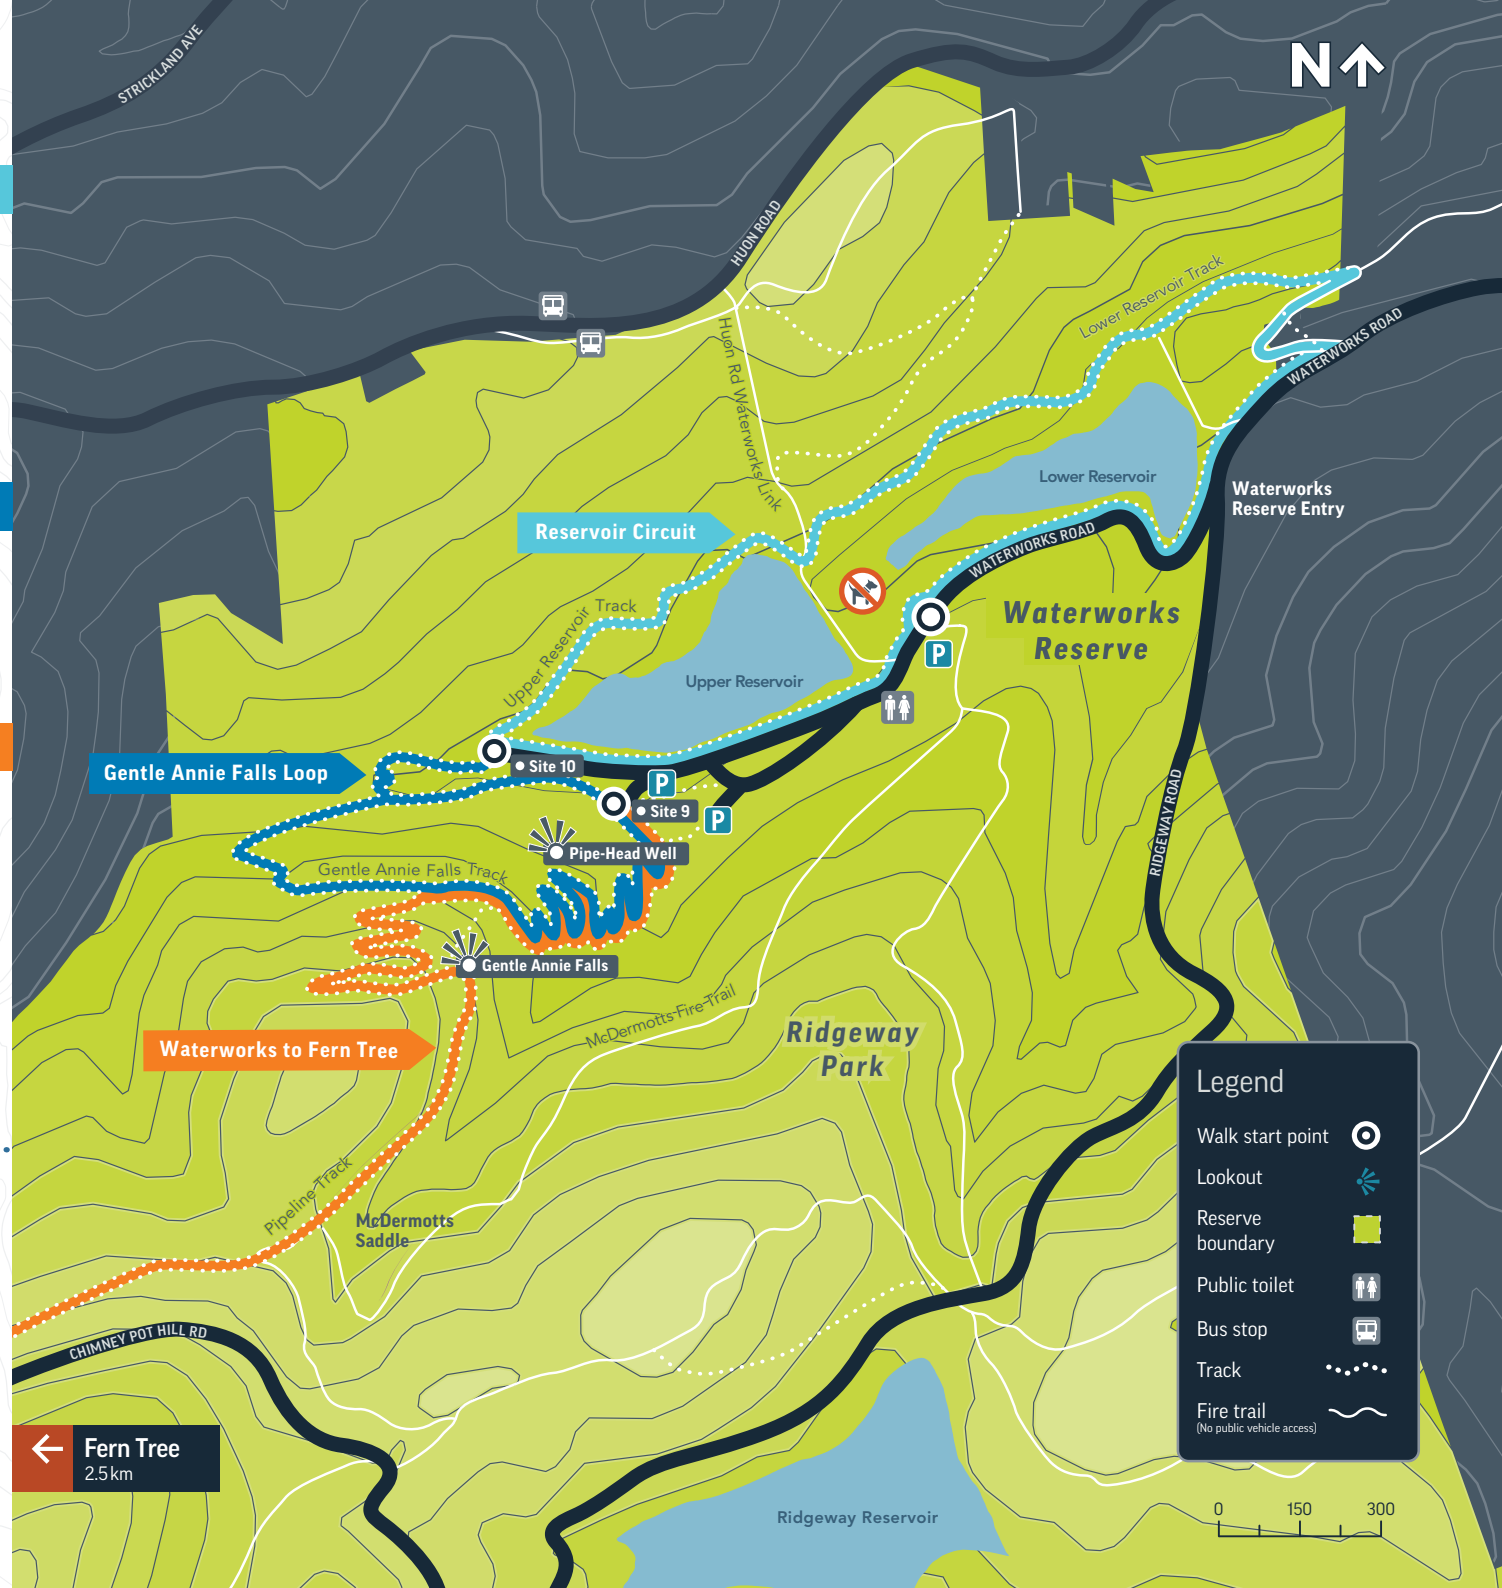 STRICKLAND AVE
N
HUON ROAD
Huon Rd Waterworks Link
Lower Reservoir Track
WATERWORKS ROAD
Lower Reservoir
Waterworks
Reserve Entry
Reservoir Circuit
WATERWORKS ROAD
Waterworks
Reserve
Upper Reservoir Track
P
Upper Reservoir
Gentle Annie Falls Loop
Site 10
P
Site 9
P
RIDGEWAY ROAD
Pipe-Head Well
Gentle Annie Falls Track
Gentle Annie Falls
McDermotts Fire Trail
Ridgeway
Park
Waterworks to Fern Tree
Pipeline Track
McDermotts
Saddle
CHIMNEY POT HILL RD
Fern Tree
2.5 km
Ridgeway Reservoir
Legend
Walk start point
Lookout
Reserve
boundary
Public toilet
Bus stop
Track
Fire trail
(No public vehicle access)
0 150 300